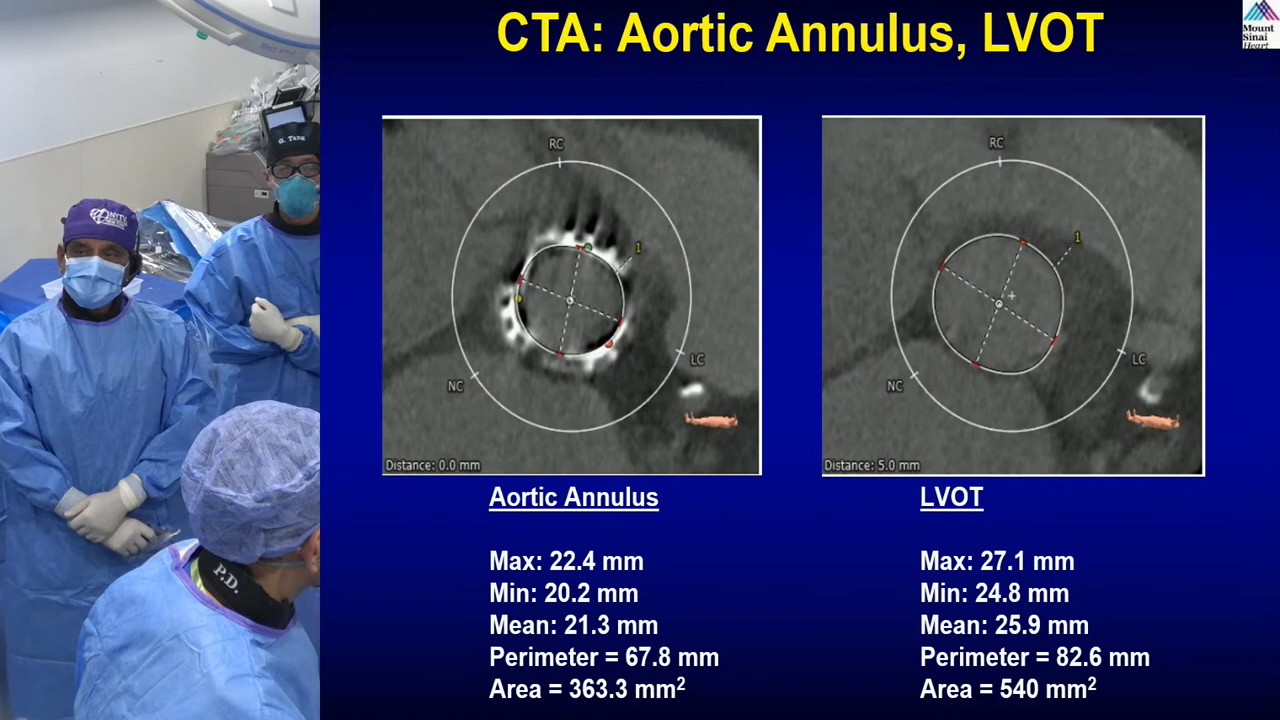 CTA: Aortic Annulus, LVOT
Mount
Sinai
Heart
G. Tang
NYTV
P.D.
RC
1
LC
NC
Distance: 0.0 mm
RC
1
LC
NC
Distance: 5.0 mm
Aortic Annulus
Max: 22.4 mm
Min: 20.2 mm
Mean: 21.3 mm
Perimeter = 67.8 mm
Area = 363.3 mm²
LVOT
Max: 27.1 mm
Min: 24.8 mm
Mean: 25.9 mm
Perimeter = 82.6 mm
Area = 540 mm²